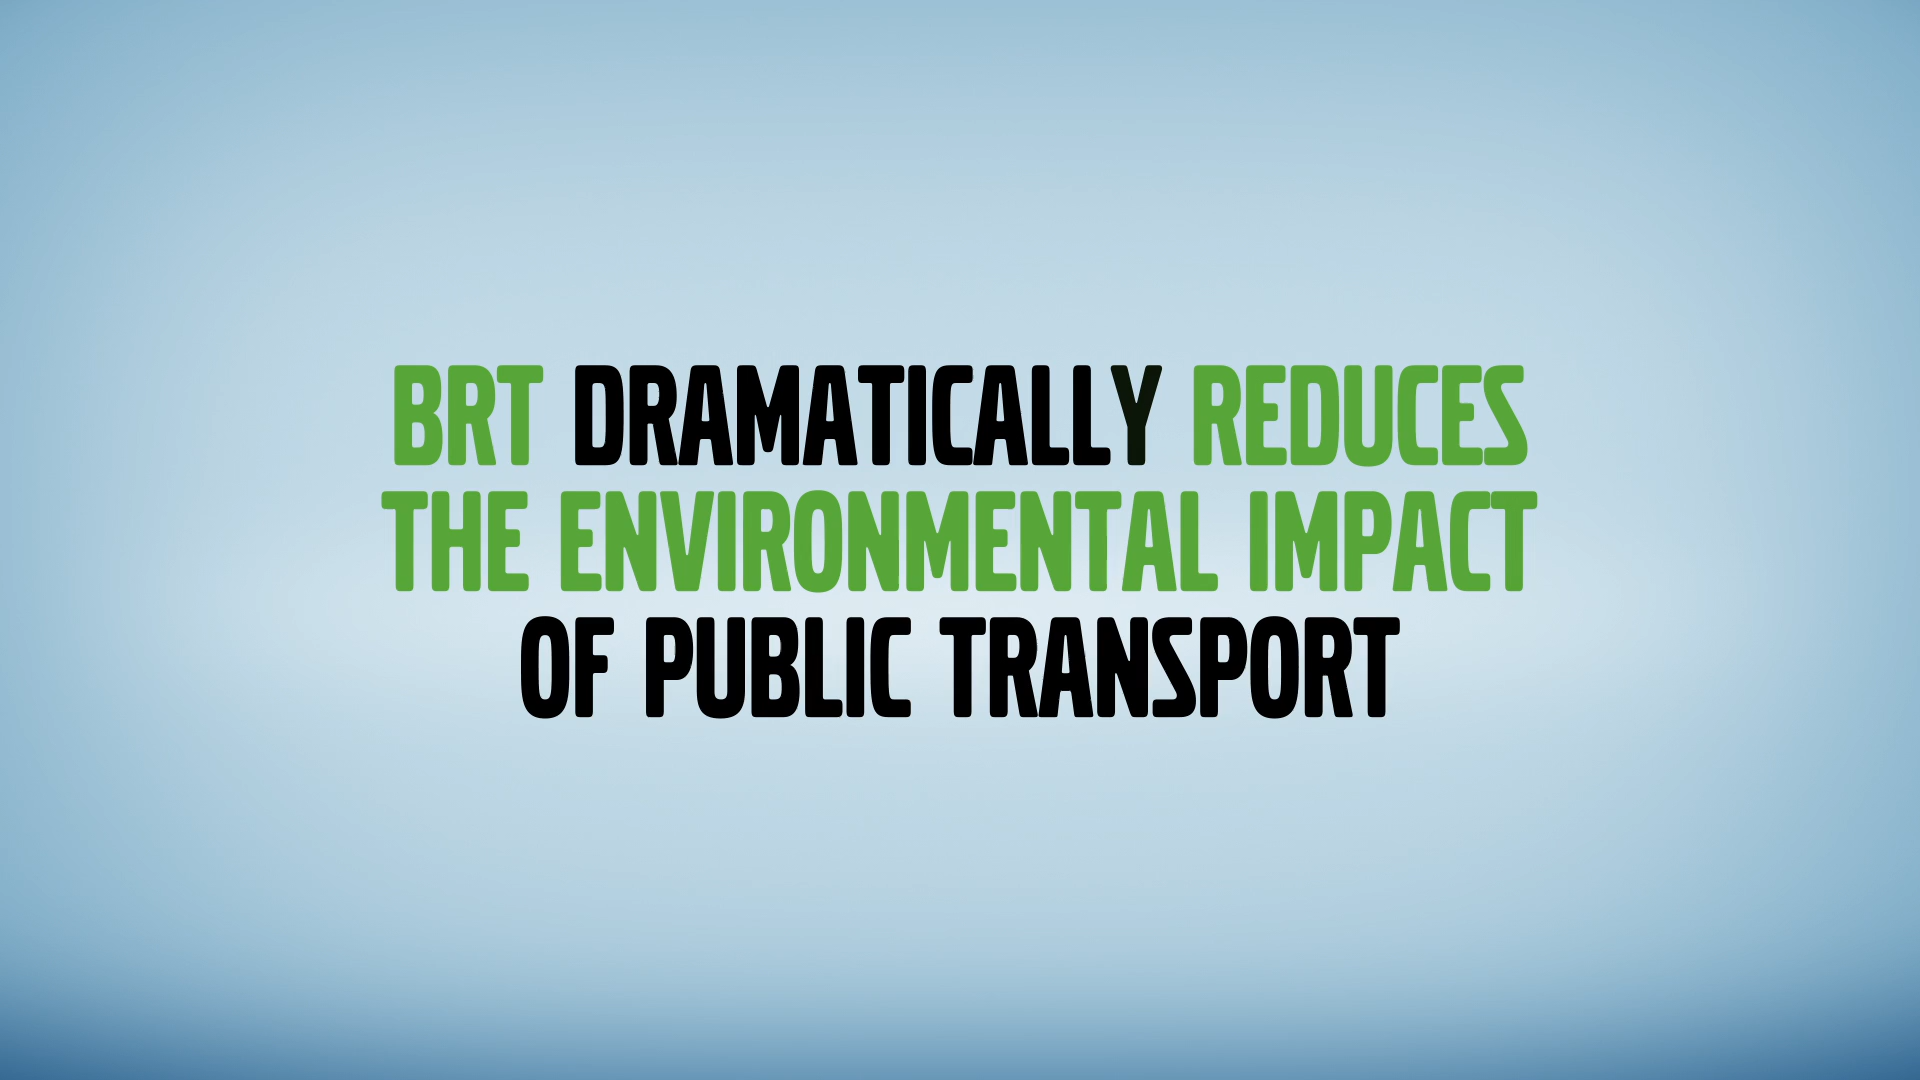 BRT DRAMATICALLY REDUCES
THE ENVIRONMENTAL IMPACT
OF PUBLIC TRANSPORT